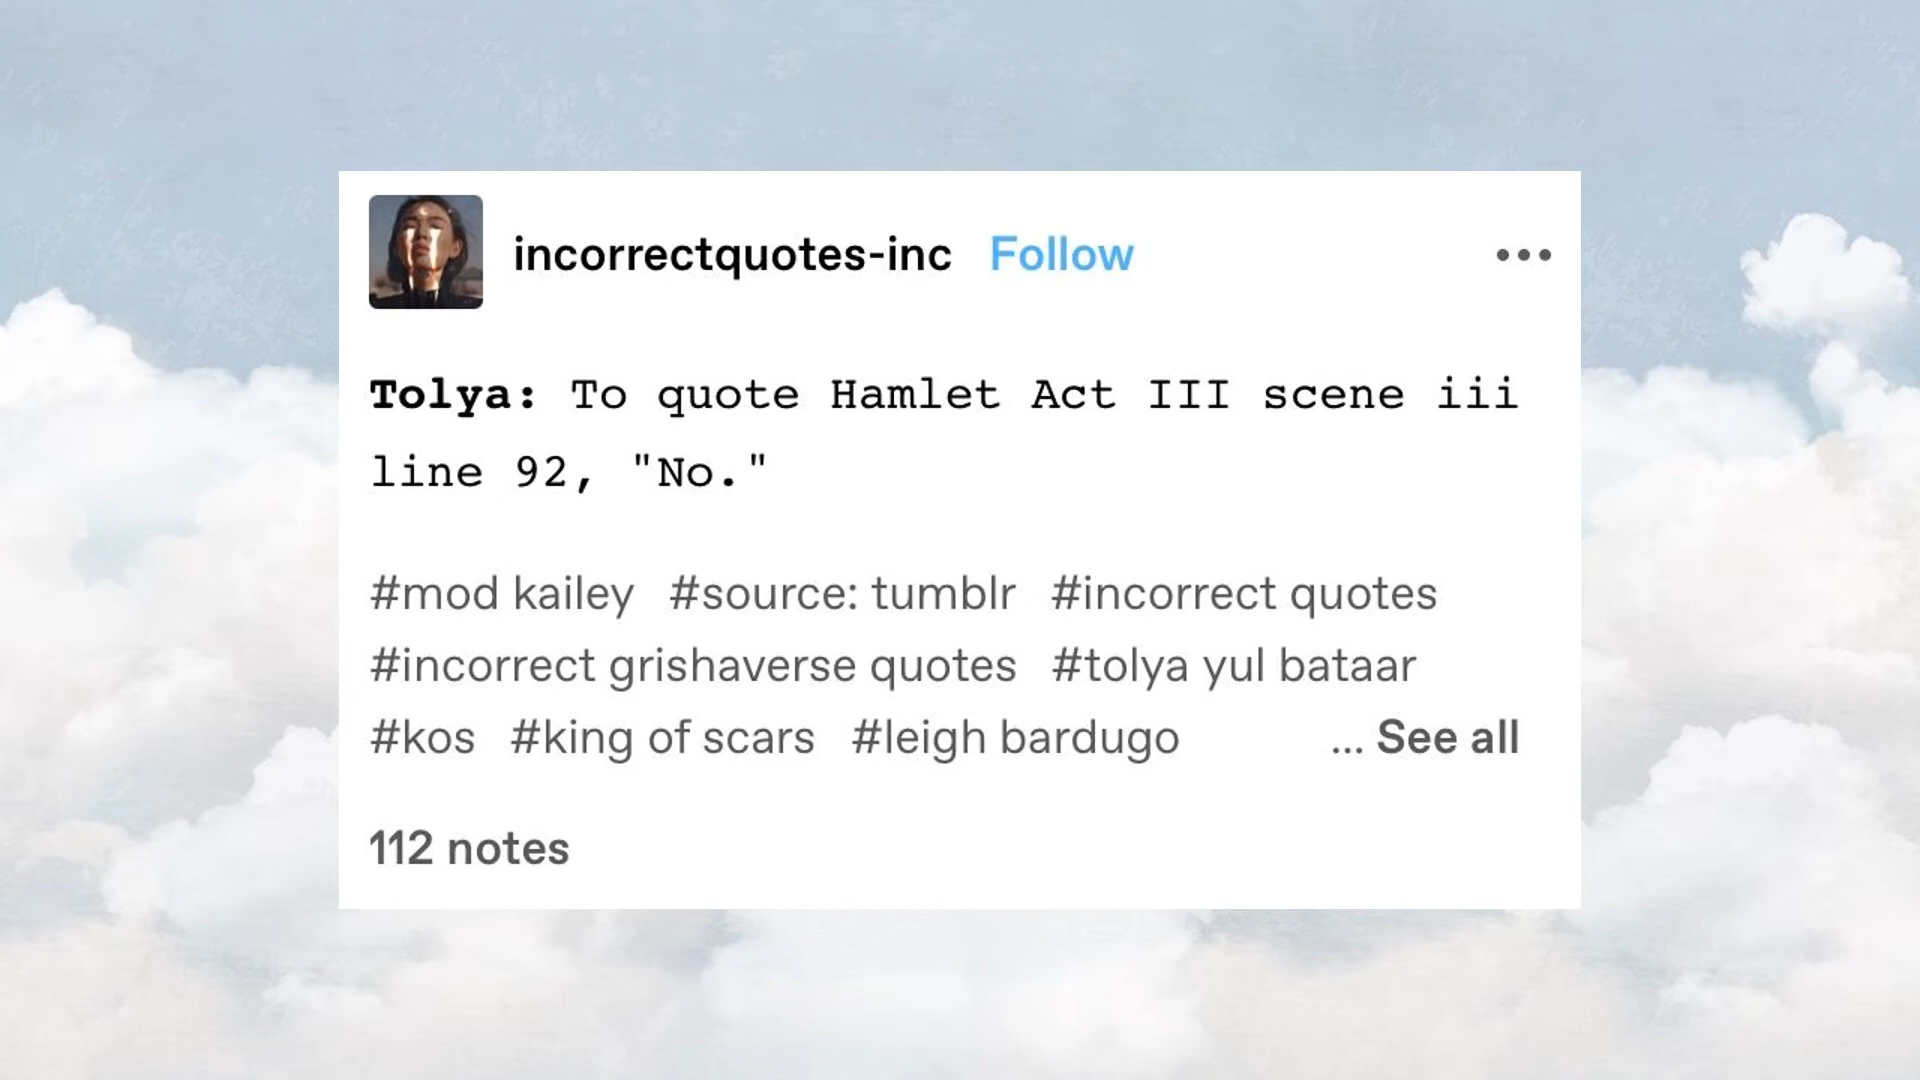 incorrectquotes-inc Follow
Tolya: To quote Hamlet Act III scene iii
line 92, "No."
#mod kailey #source: tumblr #incorrect quotes
#incorrect grishaverse quotes #tolya yul bataar
#kos #king of scars #leigh bardugo ... See all
112 notes